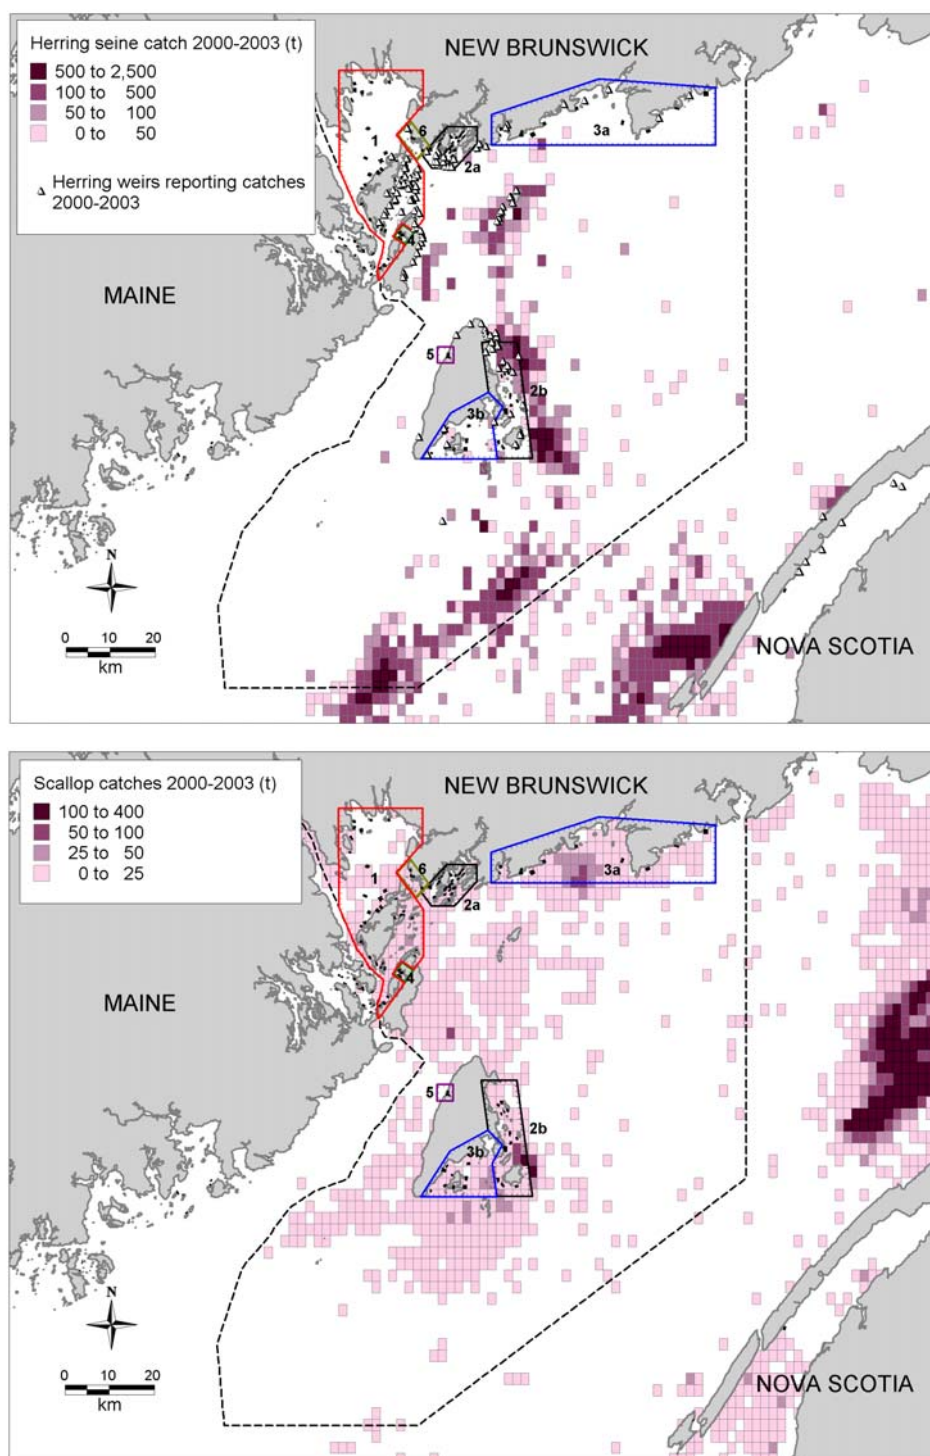 Herring seine catch 2000-2003 (t)
500 to 2,500
100 to 500
50 to 100
0 to 50
Herring weirs reporting catches
2000-2003
NEW BRUNSWICK
1
6
2a
3a
4
MAINE
5
2b
3b
N
0 10 20
km
NOVA SCOTIA
Scallop catches 2000-2003 (t)
100 to 400
50 to 100
25 to 50
0 to 25
NEW BRUNSWICK
1
6
2a
3a
4
MAINE
5
2b
3b
N
0 10 20
km
NOVA SCOTIA